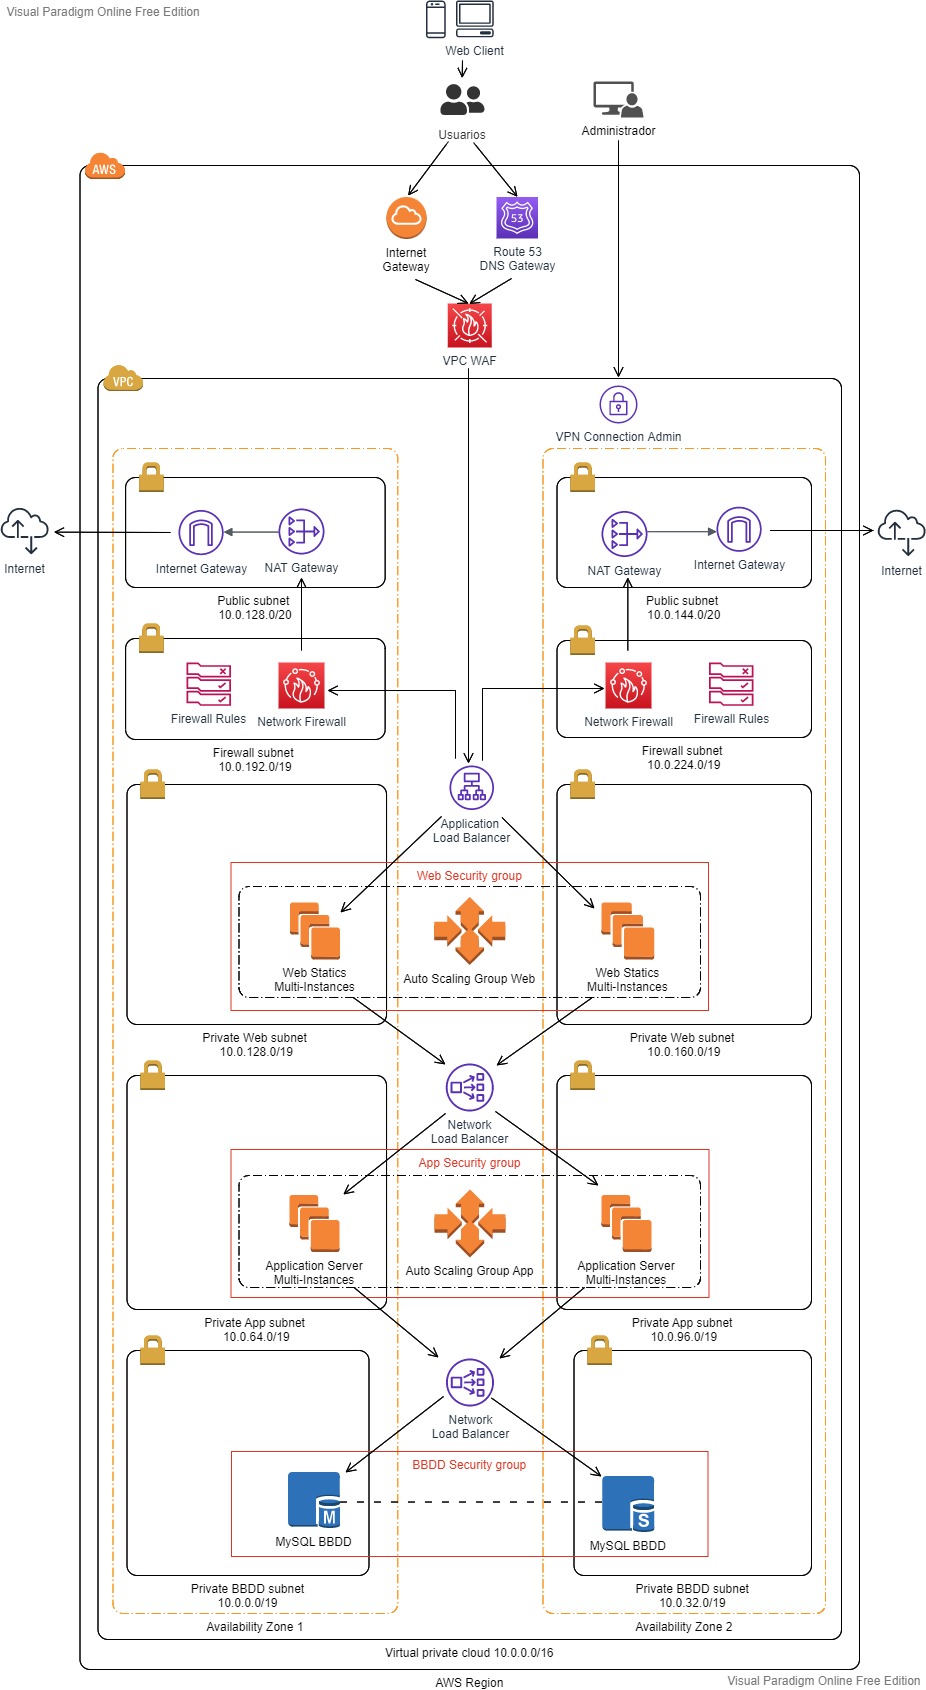 Visual Paradigm Online Free Edition
Web Client
Usuarios
Administrador
AWS
Internet
Gateway
53
Route 53
DNS Gateway
VPC WAF
VPC
VPN Connection Admin
Internet
Internet Gateway
NAT Gateway
NAT Gateway
Internet Gateway
Internet
Public subnet
10.0.128.0/20
Public subnet
10.0.144.0/20
Firewall Rules
Network Firewall
Network Firewall
Firewall Rules
Firewall subnet
10.0.192.0/19
Firewall subnet
10.0.224.0/19
Application
Load Balancer
Web Security group
Web Statics
Multi-Instances
Auto Scaling Group Web
Web Statics
Multi-Instances
Private Web subnet
10.0.128.0/19
Private Web subnet
10.0.160.0/19
Network
Load Balancer
App Security group
Application Server
Multi-Instances
Auto Scaling Group App
Application Server
Multi-Instances
Private App subnet
10.0.64.0/19
Private App subnet
10.0.96.0/19
Network
Load Balancer
BBDD Security group
M
MySQL BBDD
S
MySQL BBDD
Private BBDD subnet
10.0.0.0/19
Private BBDD subnet
10.0.32.0/19
Availability Zone 1
Availability Zone 2
Virtual private cloud 10.0.0.0/16
AWS Region
Visual Paradigm Online Free Edition